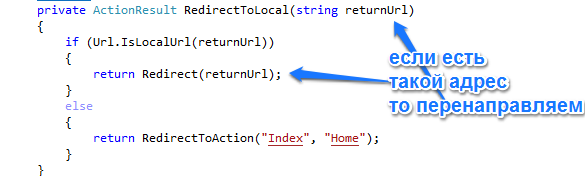 private ActionResult RedirectToLocal(string returnUrl)
{
if (Url.IsLocalUrl(returnUrl))
{
return Redirect(returnUrl);
}
else
{
return RedirectToAction("Index", "Home");
}
}
если есть
такой адрес
то перенаправляем